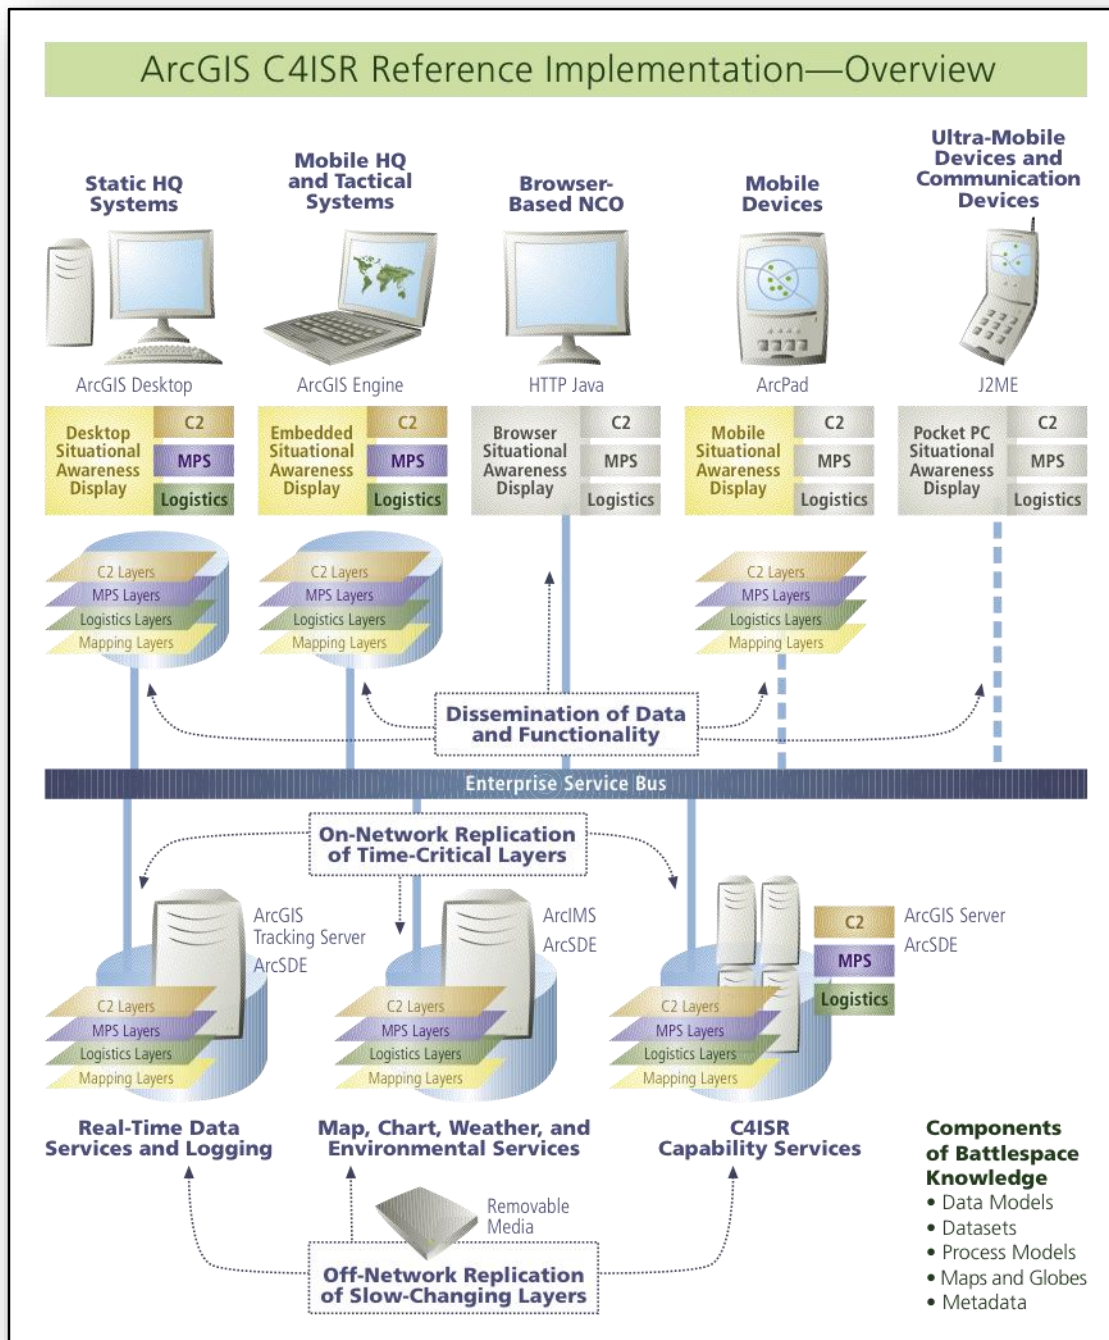 ArcGIS C4ISR Reference Implementation—Overview
Static HQ
Systems
Mobile HQ
and Tactical
Systems
Browser-
Based NCO
Mobile
Devices
Ultra-Mobile
Devices and
Communication
Devices
ArcGIS Desktop
ArcGIS Engine
HTTP Java
ArcPad
J2ME
Desktop
Situational
Awareness
Display
C2
MPS
Logistics
Embedded
Situational
Awareness
Display
C2
MPS
Logistics
Browser
Situational
Awareness
Display
C2
MPS
Logistics
Mobile
Situational
Awareness
Display
C2
MPS
Logistics
Pocket PC
Situational
Awareness
Display
C2
MPS
Logistics
C2 Layers
MPS Layers
Logistics Layers
Mapping Layers
C2 Layers
MPS Layers
Logistics Layers
Mapping Layers
C2 Layers
MPS Layers
Logistics Layers
Mapping Layers
Dissemination of Data
and Functionality
Enterprise Service Bus
On-Network Replication
of Time-Critical Layers
ArcGIS
Tracking Server
ArcSDE
ArcIMS
ArcSDE
C2
MPS
Logistics
ArcGIS Server
ArcSDE
C2 Layers
MPS Layers
Logistics Layers
Mapping Layers
C2 Layers
MPS Layers
Logistics Layers
Mapping Layers
C2 Layers
MPS Layers
Logistics Layers
Mapping Layers
Real-Time Data
Services and Logging
Map, Chart, Weather, and
Environmental Services
C4ISR
Capability Services
Removable
Media
Off-Network Replication
of Slow-Changing Layers
Components
of Battlespace
Knowledge
• Data Models
• Datasets
• Process Models
• Maps and Globes
• Metadata